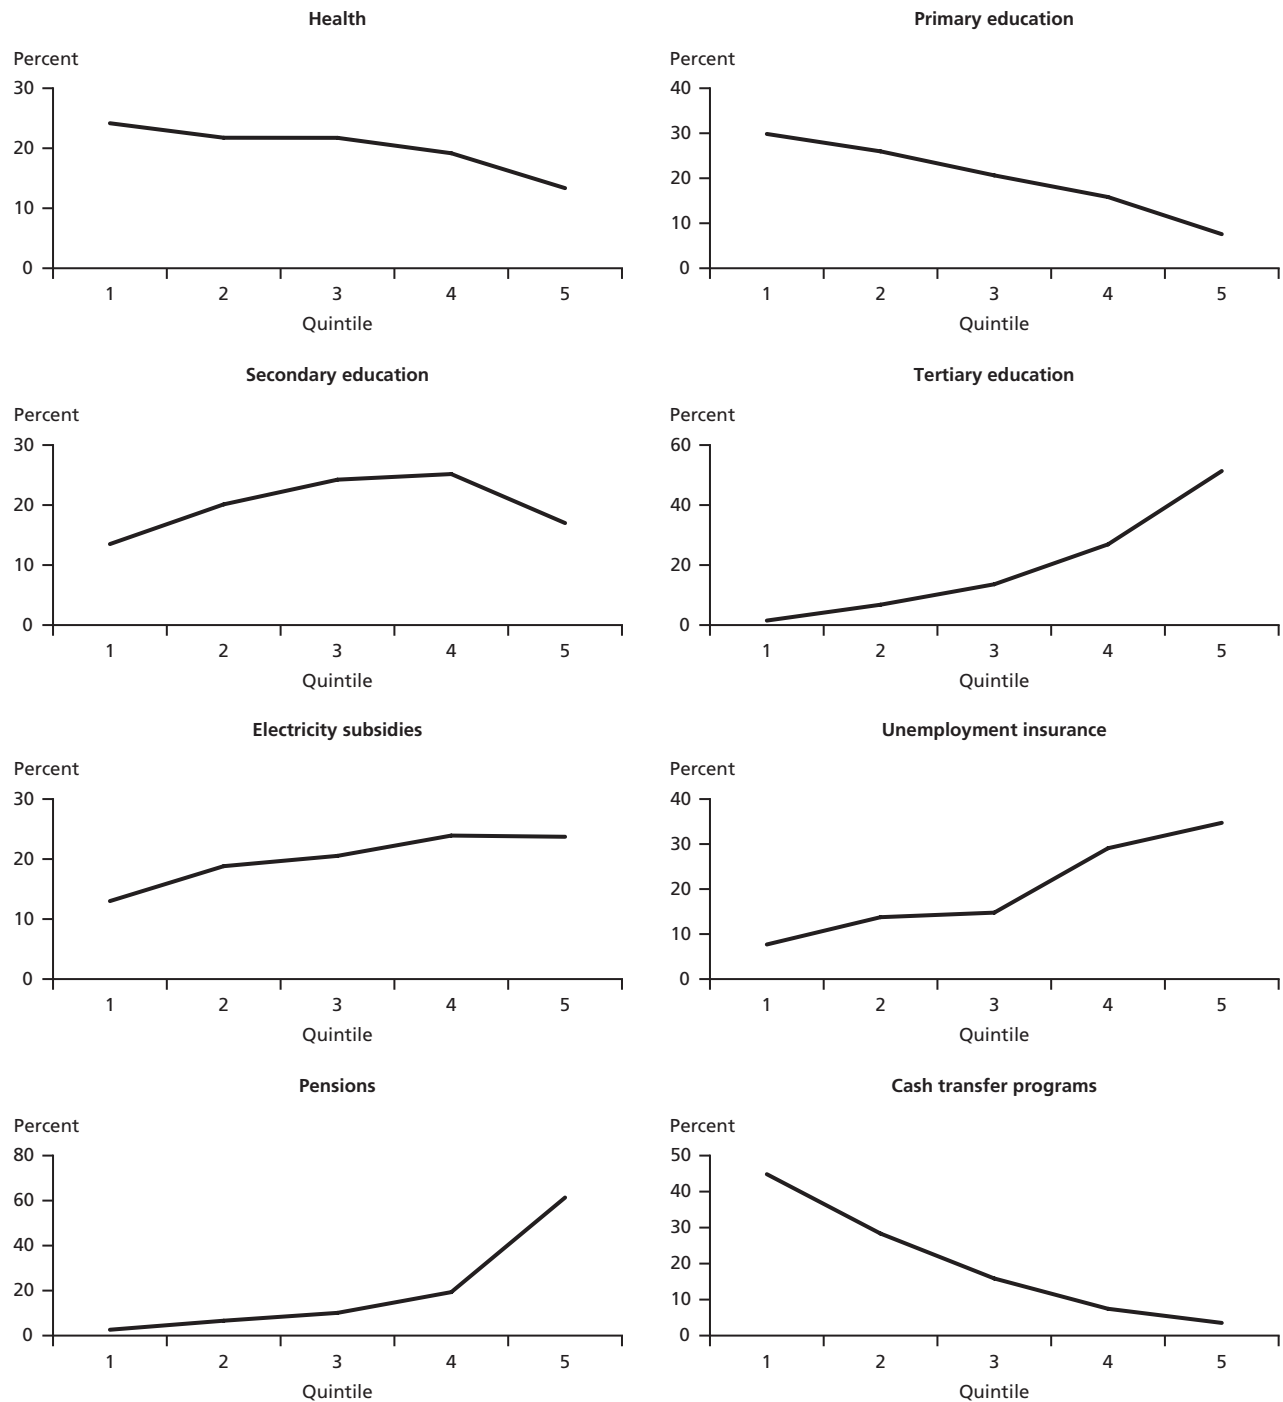 Health
Percent
30
20
10
0
1 2 3 4 5
Quintile
Primary education
Percent
40
30
20
10
0
1 2 3 4 5
Quintile
Secondary education
Percent
30
20
10
0
1 2 3 4 5
Quintile
Tertiary education
Percent
60
40
20
0
1 2 3 4 5
Quintile
Electricity subsidies
Percent
30
20
10
0
1 2 3 4 5
Quintile
Unemployment insurance
Percent
40
30
20
10
0
1 2 3 4 5
Quintile
Pensions
Percent
80
60
40
20
0
1 2 3 4 5
Quintile
Cash transfer programs
Percent
50
40
30
20
10
0
1 2 3 4 5
Quintile